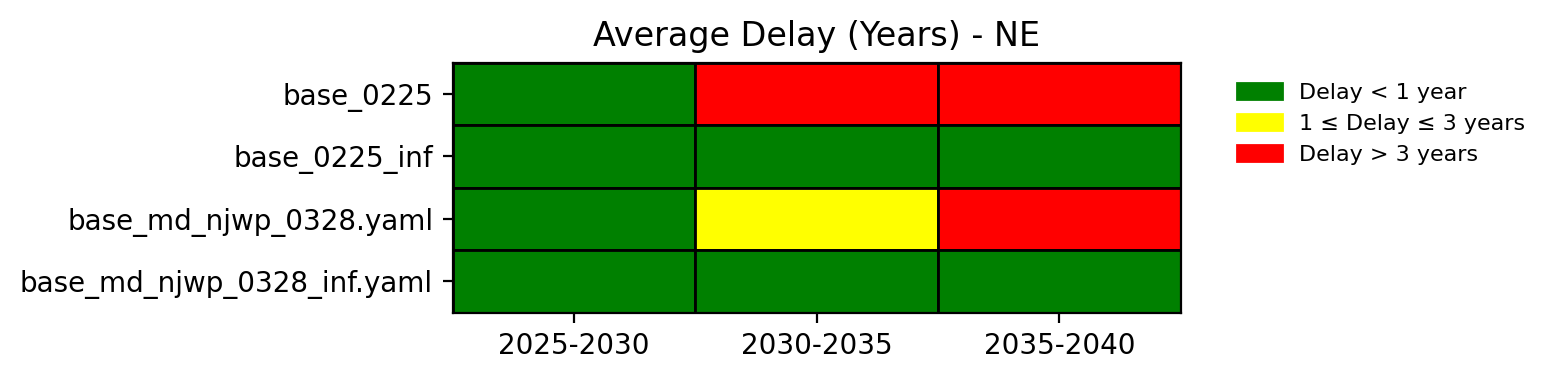 Average Delay (Years) - NE
base_0225
base_0225_inf
base_md_njwp_0328.yaml
base_md_njwp_0328_inf.yaml
2025-2030 2030-2035 2035-2040
Delay < 1 year
1 ≤ Delay ≤ 3 years
Delay > 3 years